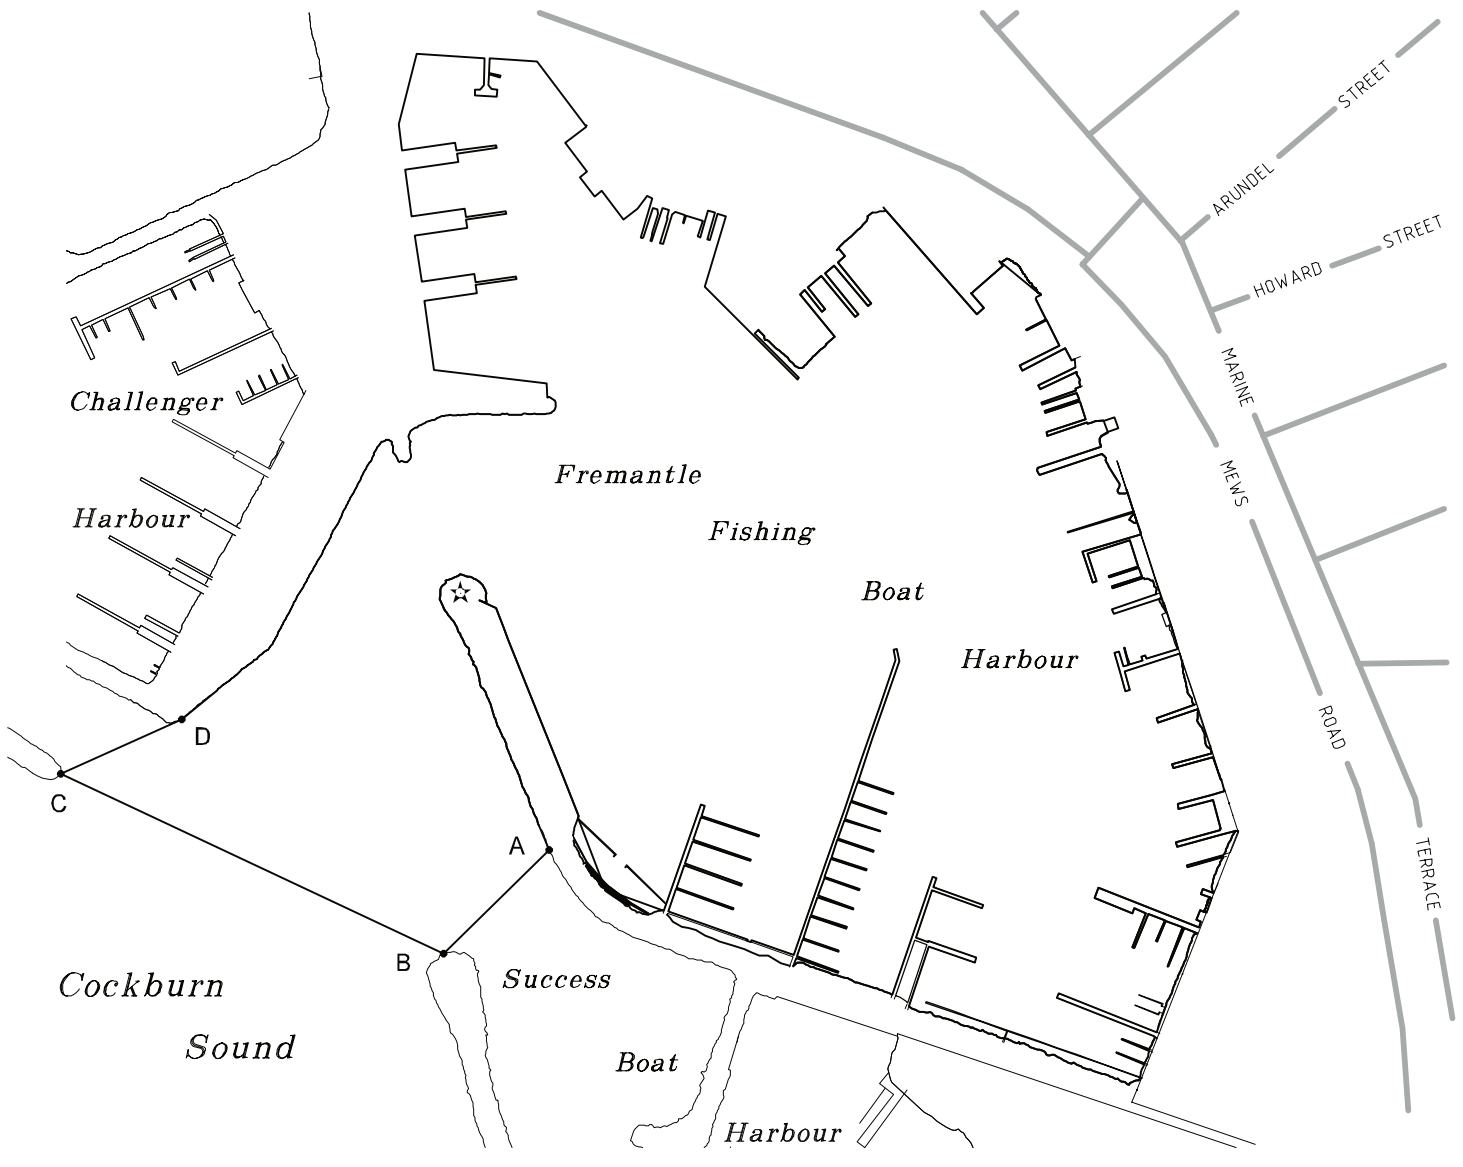 STREET
ARUNDEL
STREET
HOWARD
MARINE
Challenger
Fremantle
MEWS
Harbour
Fishing
Boat
Harbour
D
ROAD
C
A
TERRACE
B
Success
Cockburn
Sound
Boat
Harbour